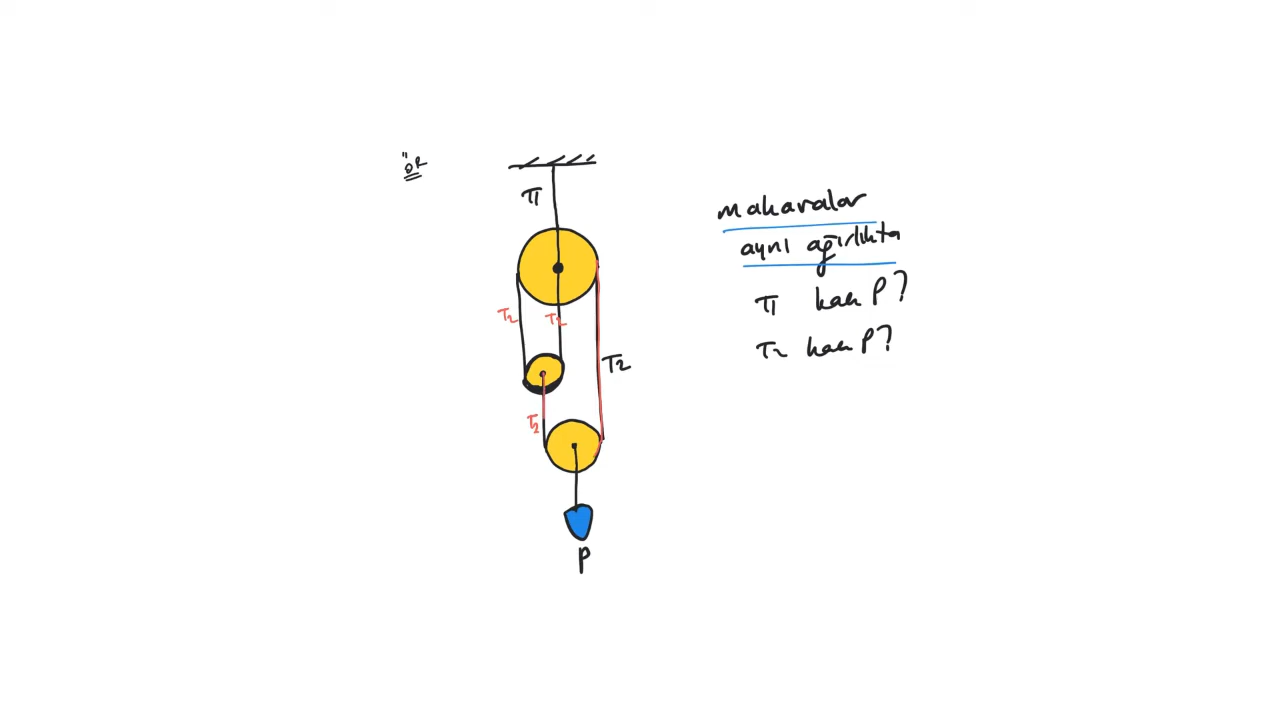 ÖR
T1
makaralar
aynı ağırlıkta
T1 kaç P?
T2 kaç P?
T2 T2
T2
T2
P